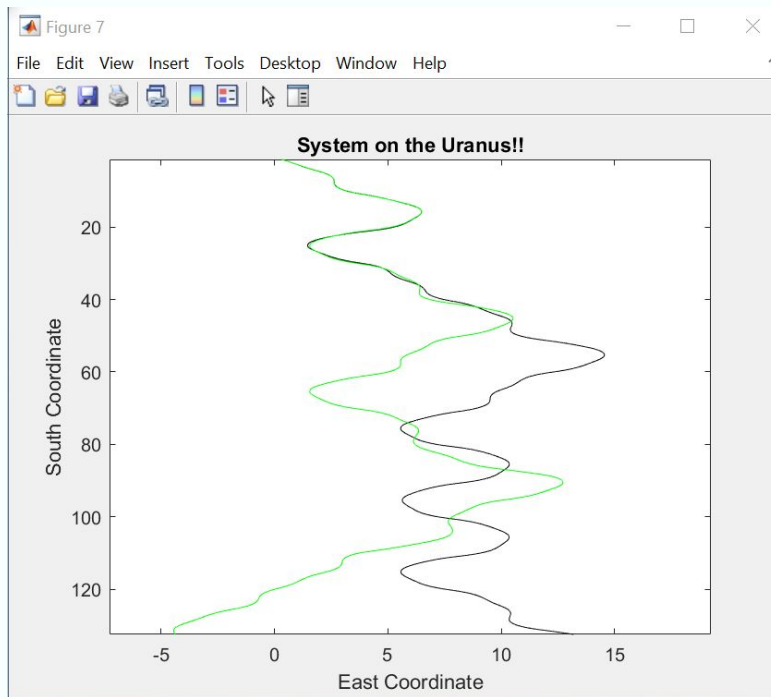 Figure 7
File Edit View Insert Tools Desktop Window Help
System on the Uranus!!
20
40
60
80
100
120
South Coordinate
-5 0 5 10 15
East Coordinate